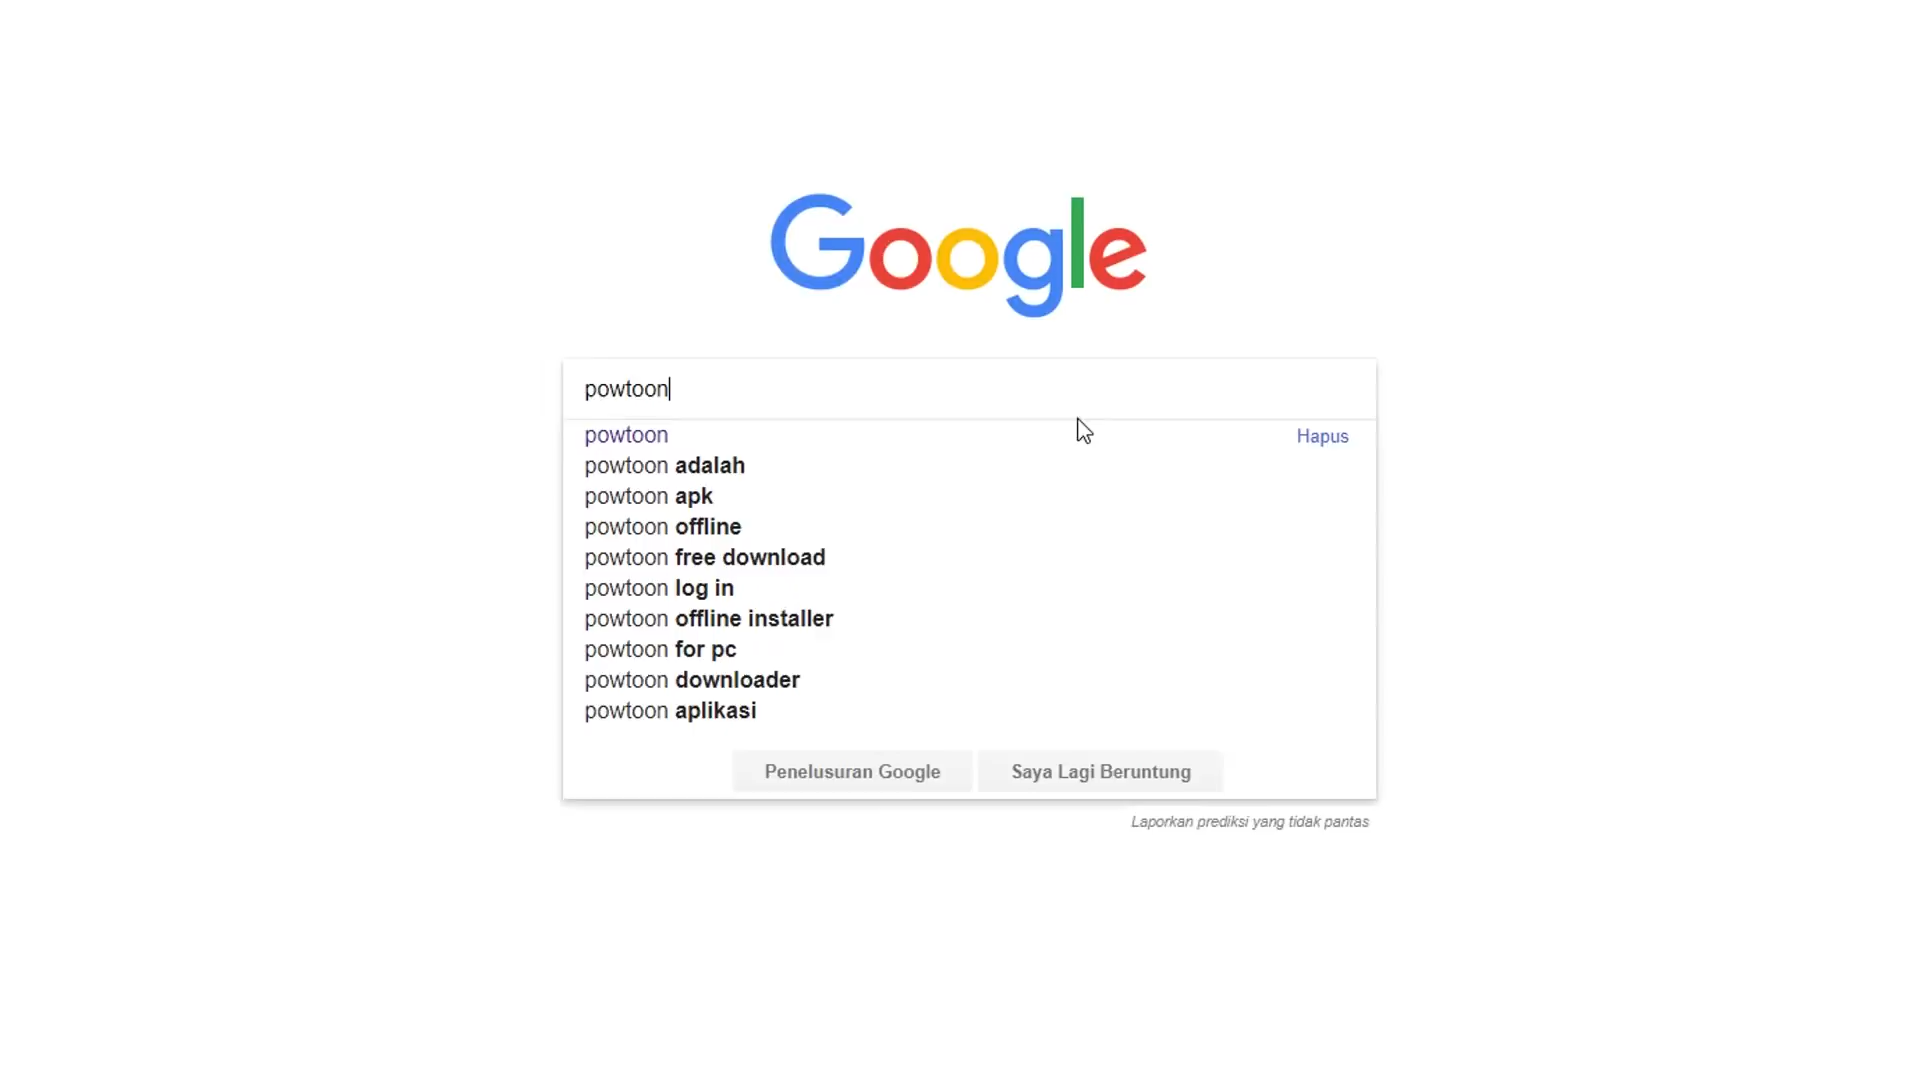 Google
powtoon
powtoon Hapus
powtoon adalah
powtoon apk
powtoon offline
powtoon free download
powtoon log in
powtoon offline installer
powtoon for pc
powtoon downloader
powtoon aplikasi
Penelusuran Google Saya Lagi Beruntung
Laporkan prediksi yang tidak pantas